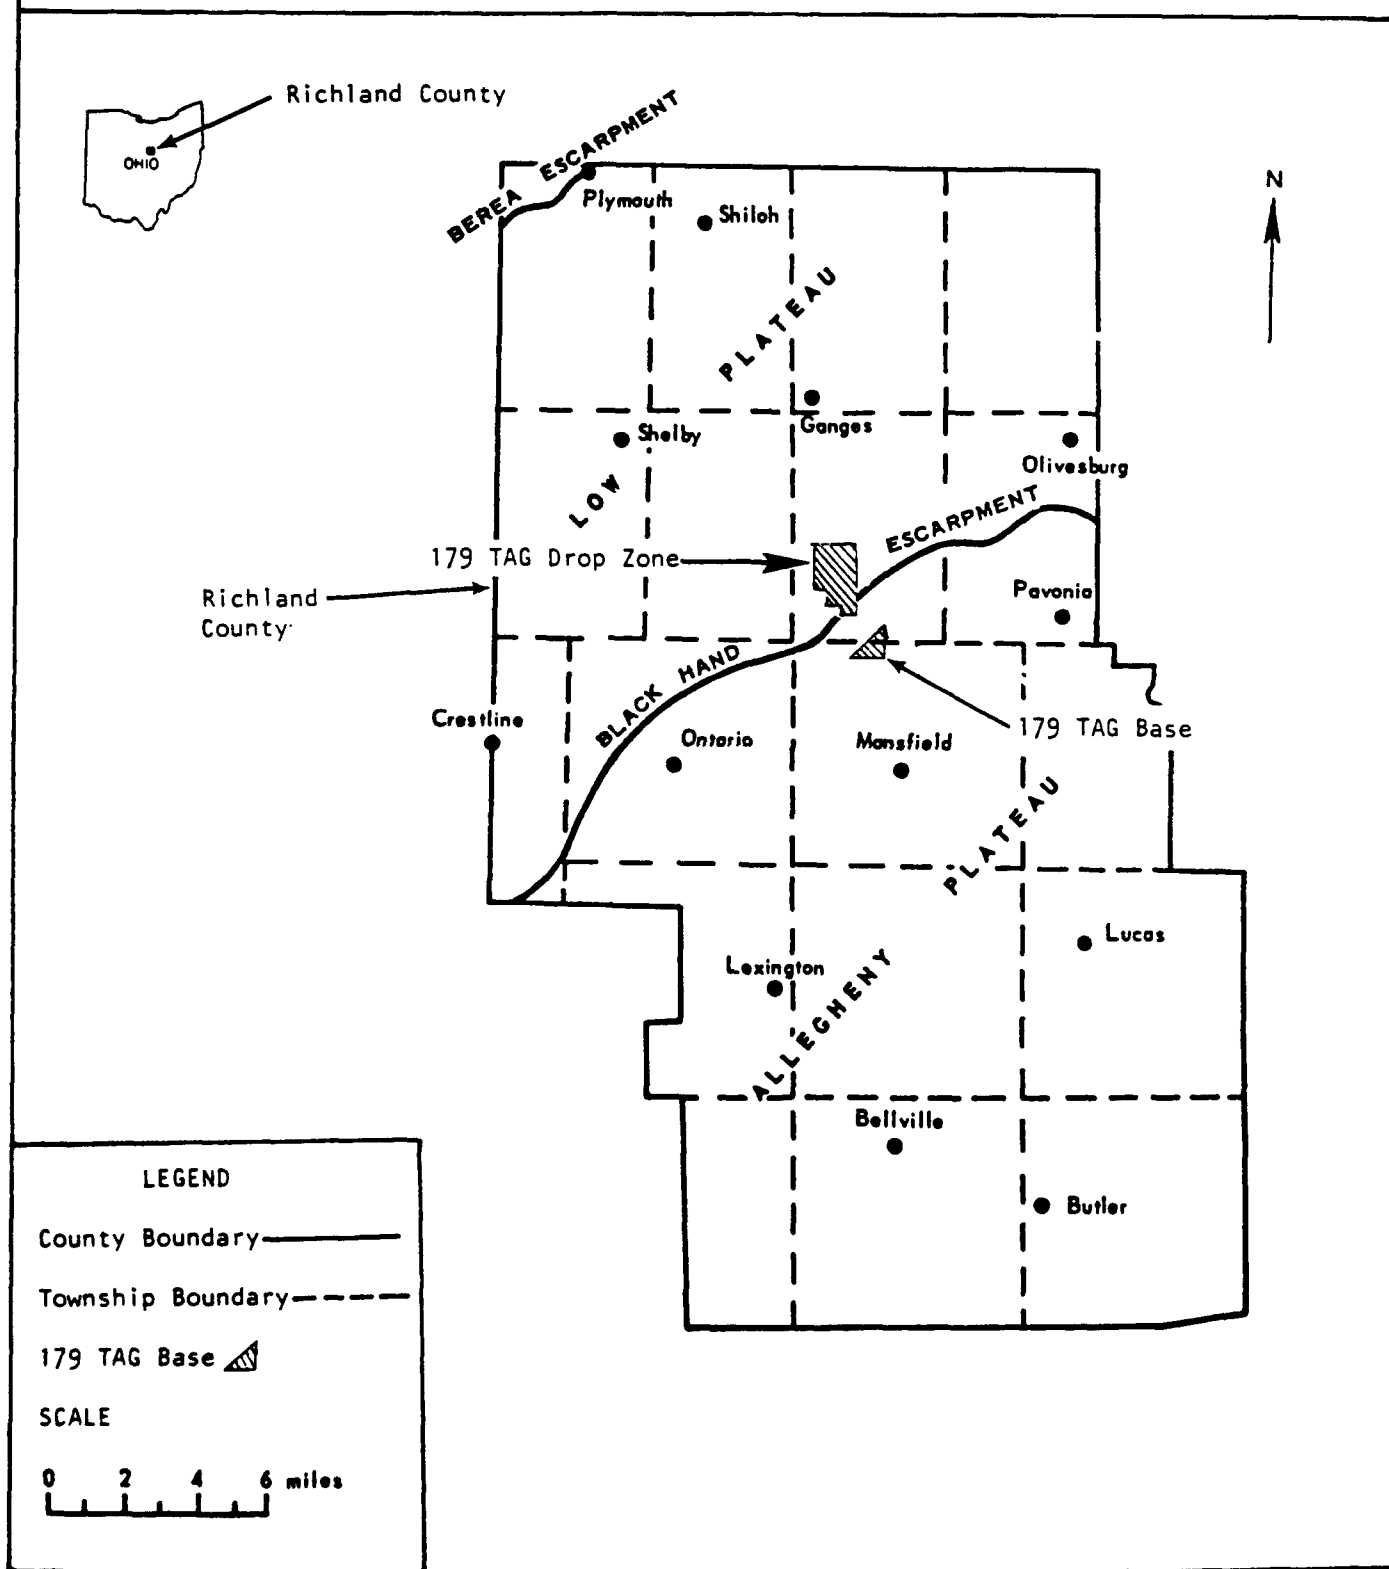 Richland County
OHIO
BEREA ESCARPMENT
Plymouth
Shiloh
N
PLATEAU
Ganges
Shelby
Olivesburg
LOW
ESCARPMENT
179 TAG Drop Zone
Richland
County
Pavonia
BLACK HAND
Crestline
Ontario
Mansfield
179 TAG Base
PLATEAU
Lucas
Lexington
ALLEGHENY
Bellville
Butler
LEGEND
County Boundary
Township Boundary
179 TAG Base
SCALE
0 2 4 6 miles